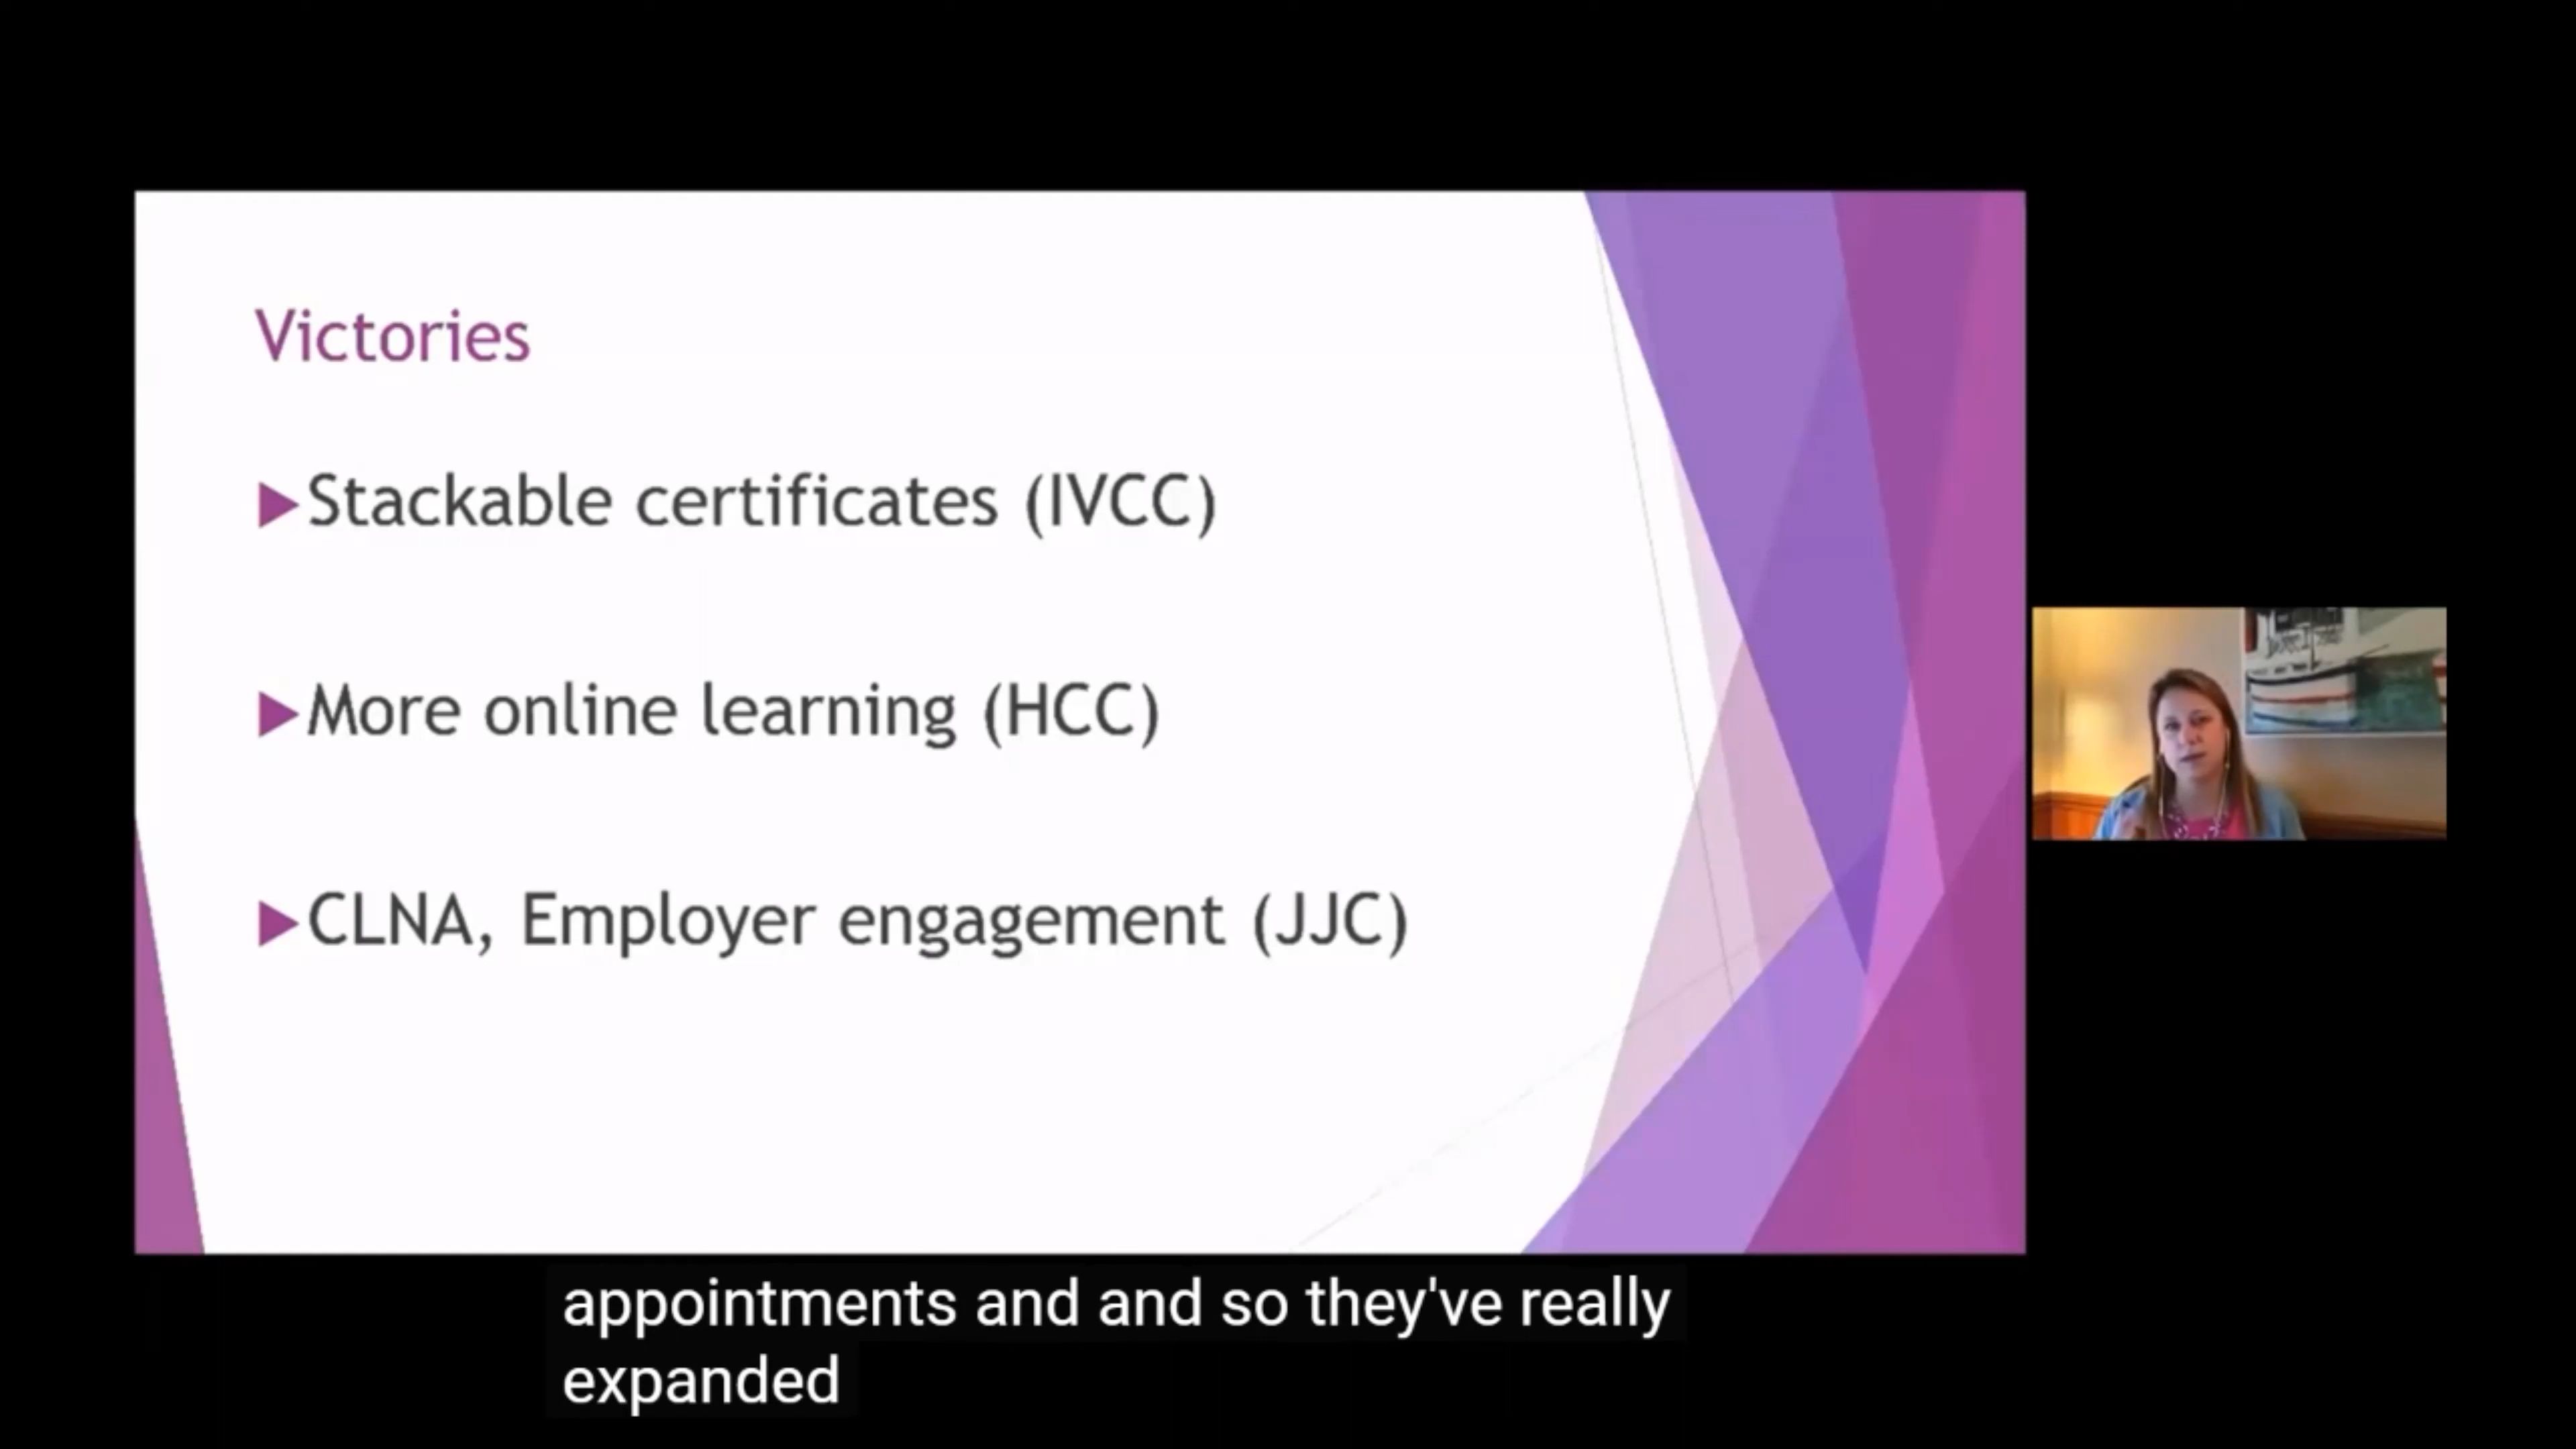 Victories
Stackable certificates (IVCC)
More online learning (HCC)
CLNA, Employer engagement (JJC)
appointments and and so they've really
expanded